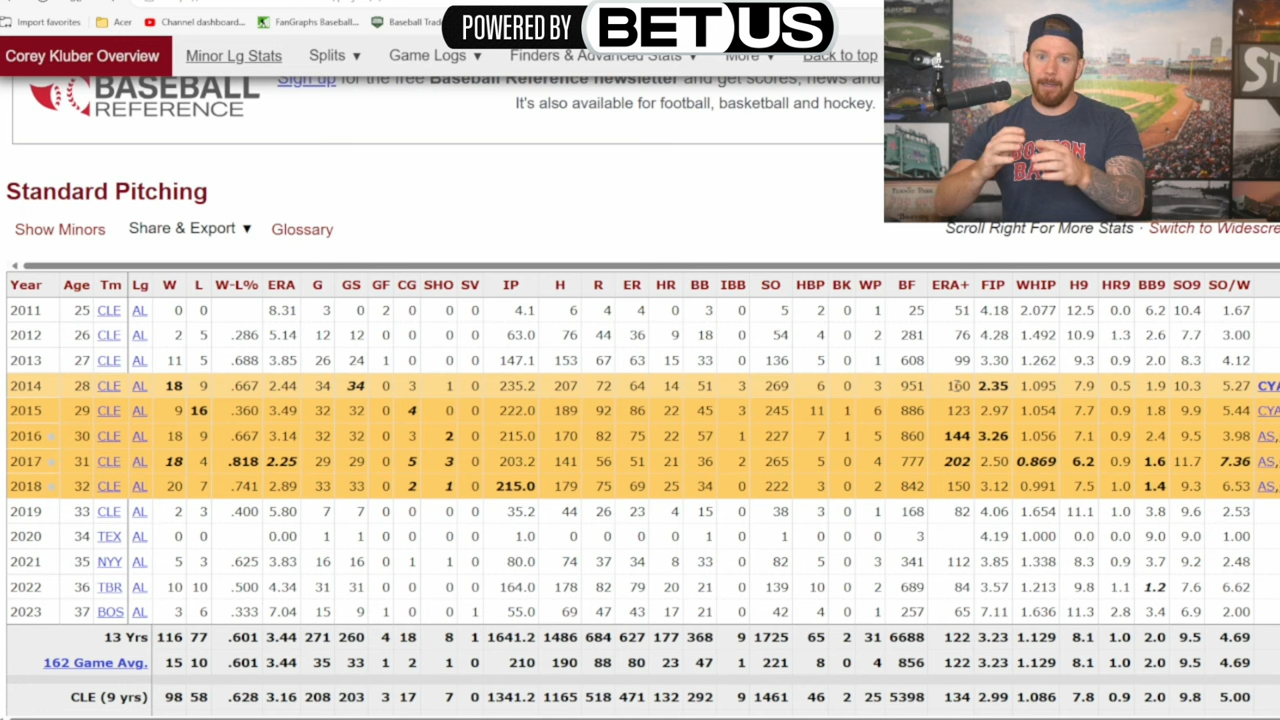 POWERED BY BETUS
Import favorites Acer Channel dashboard... FanGraphs Baseball... Baseball
Corey Kluber Overview Minor Lg Stats Splits ▼ Game Logs ▼ Finders & Advanced Stats ▼ More ▼ Back to top
Sign up for the free Baseball Reference newsletter and get scores, news and
BASEBALL
REFERENCE
It's also available for football, basketball and hockey.
BOSTON
Standard Pitching
Show Minors Share & Export ▼ Glossary
Scroll Right For More Stats · Switch to Widescre
Year Age Tm Lg W L W-L% ERA G GS GF CG SHO SV IP H R ER HR BB IBB SO HBP BK WP BF ERA+ FIP WHIP H9 HR9 BB9 SO9 SO/W
2011 25 CLE AL 0 0 8.31 3 0 2 0 0 0 4.1 6 4 4 0 3 0 5 2 0 1 25 51 4.18 2.077 12.5 0.0 6.2 10.4 1.67
2012 26 CLE AL 2 5 .286 5.14 12 12 0 0 0 0 63.0 76 44 36 9 18 0 54 4 0 1 281 76 4.28 1.492 10.9 1.3 2.6 7.7 3.00
2013 27 CLE AL 11 5 .688 3.85 26 24 1 0 0 0 147.1 153 67 63 15 33 0 136 5 0 1 608 99 3.30 1.262 9.3 0.9 2.0 8.3 4.12
2014 28 CLE AL 18 9 .667 2.44 34 34 0 3 1 0 235.2 207 72 64 14 51 3 269 6 0 3 951 2.35 1.095 7.9 0.5 1.9 10.3 5.27 CYA
2015 29 CLE AL 9 16 .360 3.49 32 32 0 4 0 0 222.0 189 92 86 22 45 3 245 11 1 6 886 123 2.97 1.054 7.7 0.9 1.8 9.9 5.44 CYA
2016 30 CLE AL 18 9 .667 3.14 32 32 0 3 2 0 215.0 170 82 75 22 57 1 227 7 1 5 860 144 3.26 1.056 7.1 0.9 2.4 9.5 3.98 AS,
2017 31 CLE AL 18 4 .818 2.25 29 29 0 5 3 0 203.2 141 56 51 21 36 2 265 5 0 4 777 202 2.50 0.869 6.2 0.9 1.6 11.7 7.36 AS,
2018 32 CLE AL 20 7 .741 2.89 33 33 0 2 1 0 215.0 179 75 69 25 34 0 222 3 0 2 842 150 3.12 0.991 7.5 1.0 1.4 9.3 6.53 AS,
2019 33 CLE AL 2 3 .400 5.80 7 7 0 0 0 0 35.2 44 26 23 4 15 0 38 3 0 1 168 82 4.06 1.654 11.1 1.0 3.8 9.6 2.53
2020 34 TEX AL 0 0 0.00 1 1 0 0 0 0 1.0 0 0 0 0 1 0 1 0 0 0 3 4.19 1.000 0.0 0.0 9.0 9.0 1.00
2021 35 NYY AL 5 3 .625 3.83 16 16 0 1 1 0 80.0 74 37 34 8 33 0 82 5 0 3 341 112 3.85 1.338 8.3 0.9 3.7 9.2 2.48
2022 36 TBR AL 10 10 .500 4.34 31 31 0 0 0 0 164.0 178 82 79 20 21 0 139 10 0 2 689 84 3.57 1.213 9.8 1.1 1.2 7.6 6.62
2023 37 BOS AL 3 6 .333 7.04 15 9 1 0 0 1 55.0 69 47 43 17 21 0 42 4 0 1 257 65 7.11 1.636 11.3 2.8 3.4 6.9 2.00
13 Yrs 116 77 .601 3.44 271 260 4 18 8 1 1641.2 1486 684 627 177 368 9 1725 65 2 31 6688 122 3.23 1.129 8.1 1.0 2.0 9.5 4.69
162 Game Avg. 15 10 .601 3.44 35 33 1 2 1 0 210 190 88 80 23 47 1 221 8 0 4 856 122 3.23 1.129 8.1 1.0 2.0 9.5 4.69
CLE (9 yrs) 98 58 .628 3.16 208 203 3 17 7 0 1341.2 1165 518 471 132 292 9 1461 46 2 25 5398 134 2.99 1.086 7.8 0.9 2.0 9.8 5.00